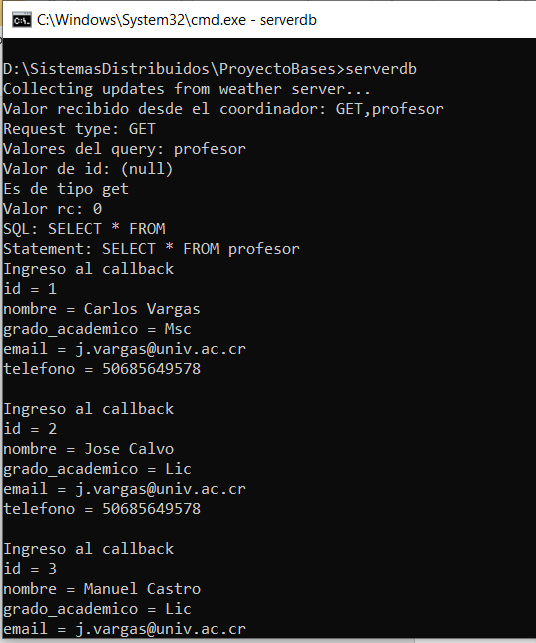 C:\Windows\System32\cmd.exe - serverdb
D:\SistemasDistribuidos\ProyectoBases>serverdb
Collecting updates from weather server...
Valor recibido desde el coordinador: GET,profesor
Request type: GET
Valores del query: profesor
Valor de id: (null)
Es de tipo get
Valor rc: 0
SQL: SELECT * FROM
Statement: SELECT * FROM profesor
Ingreso al callback
id = 1
nombre = Carlos Vargas
grado_academico = Msc
email = j.vargas@univ.ac.cr
telefono = 50685649578
Ingreso al callback
id = 2
nombre = Jose Calvo
grado_academico = Lic
email = j.vargas@univ.ac.cr
telefono = 50685649578
Ingreso al callback
id = 3
nombre = Manuel Castro
grado_academico = Lic
email = j.vargas@univ.ac.cr